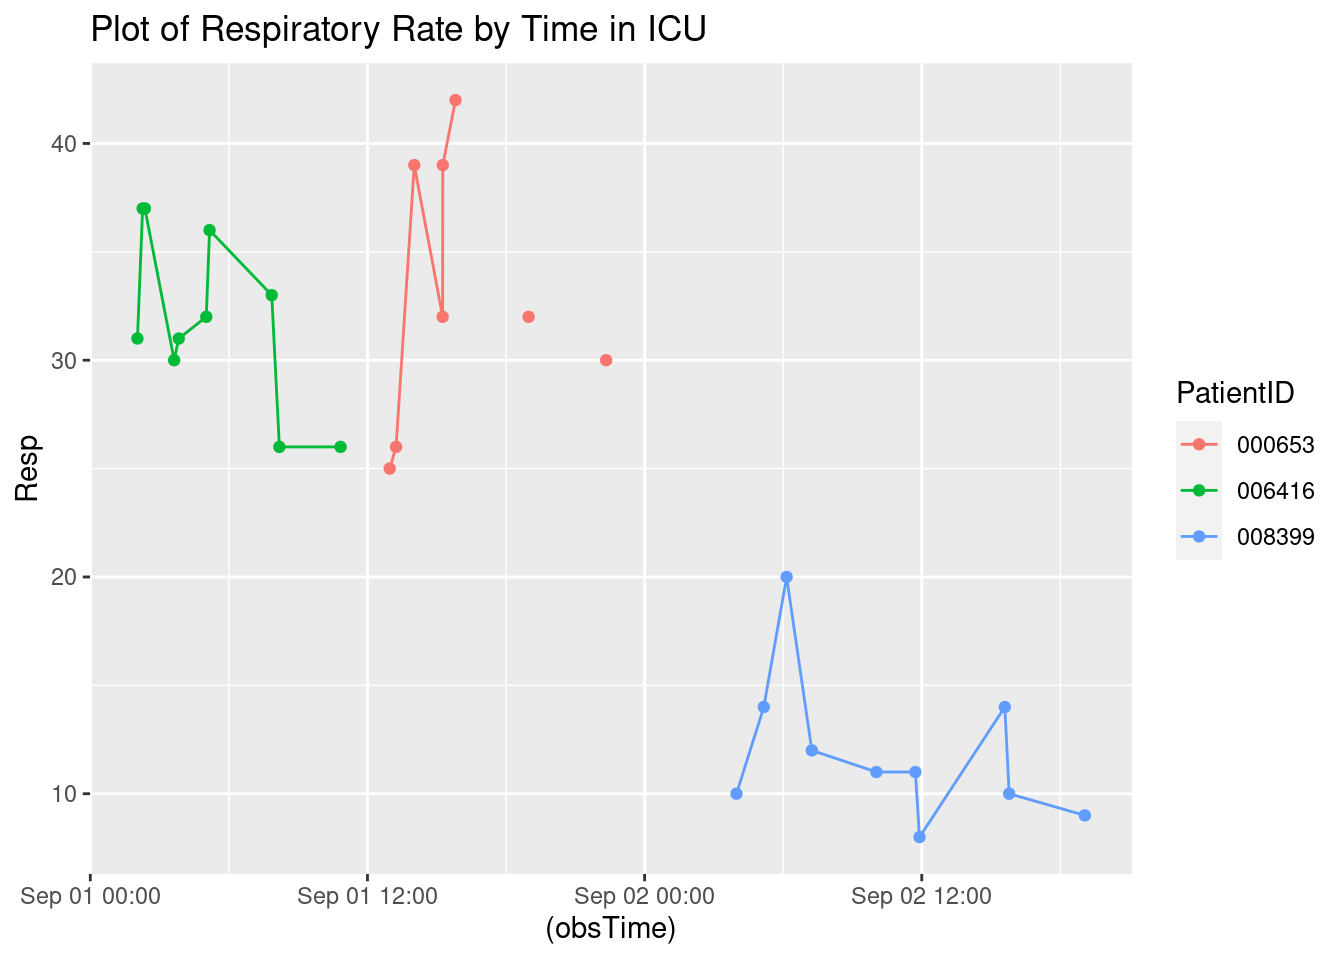 Plot of Respiratory Rate by Time in ICU
40
30
20
10
Resp
Sep 01 00:00
Sep 01 12:00
Sep 02 00:00
Sep 02 12:00
(obsTime)
PatientID
000653
006416
008399